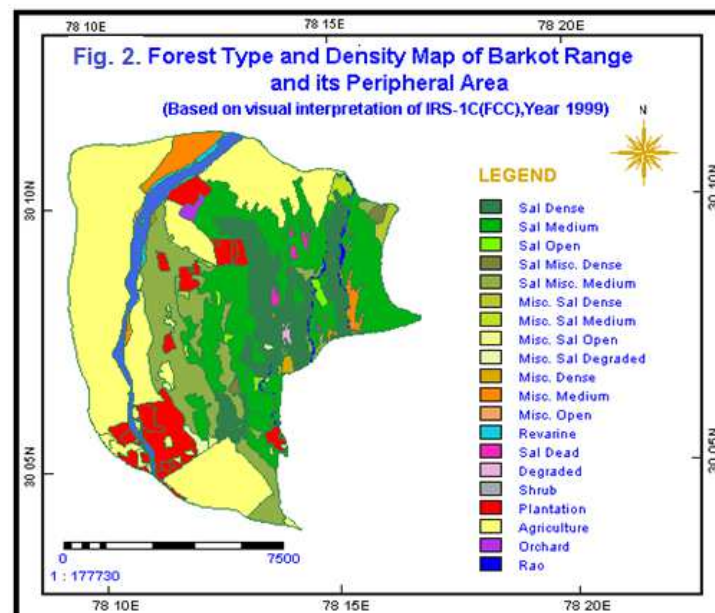 78 10E 78 15E 78 20E
Fig. 2. Forest Type and Density Map of Barkot Range
and its Peripheral Area
(Based on visual interpretation of IRS-1C(FCC),Year 1999)
N
30 10N
30 10N
LEGEND
Sal Dense
Sal Medium
Sal Open
Sal Misc. Dense
Sal Misc. Medium
Misc. Sal Dense
Misc. Sal Medium
Misc. Sal Open
Misc. Sal Degraded
Misc. Dense
Misc. Medium
Misc. Open
Revarine
Sal Dead
Degraded
Shrub
Plantation
Agriculture
Orchard
Rao
30 05N
30 05N
0 7500
1 : 177730
78 10E 78 15E 78 20E